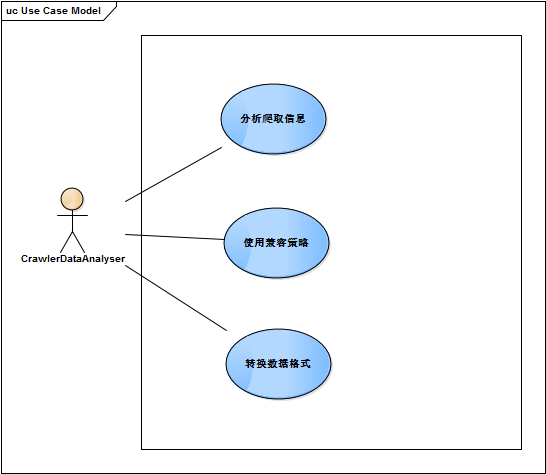 uc Use Case Model
分析爬取信息
使用兼容策略
CrawlerDataAnalyser
转换数据格式